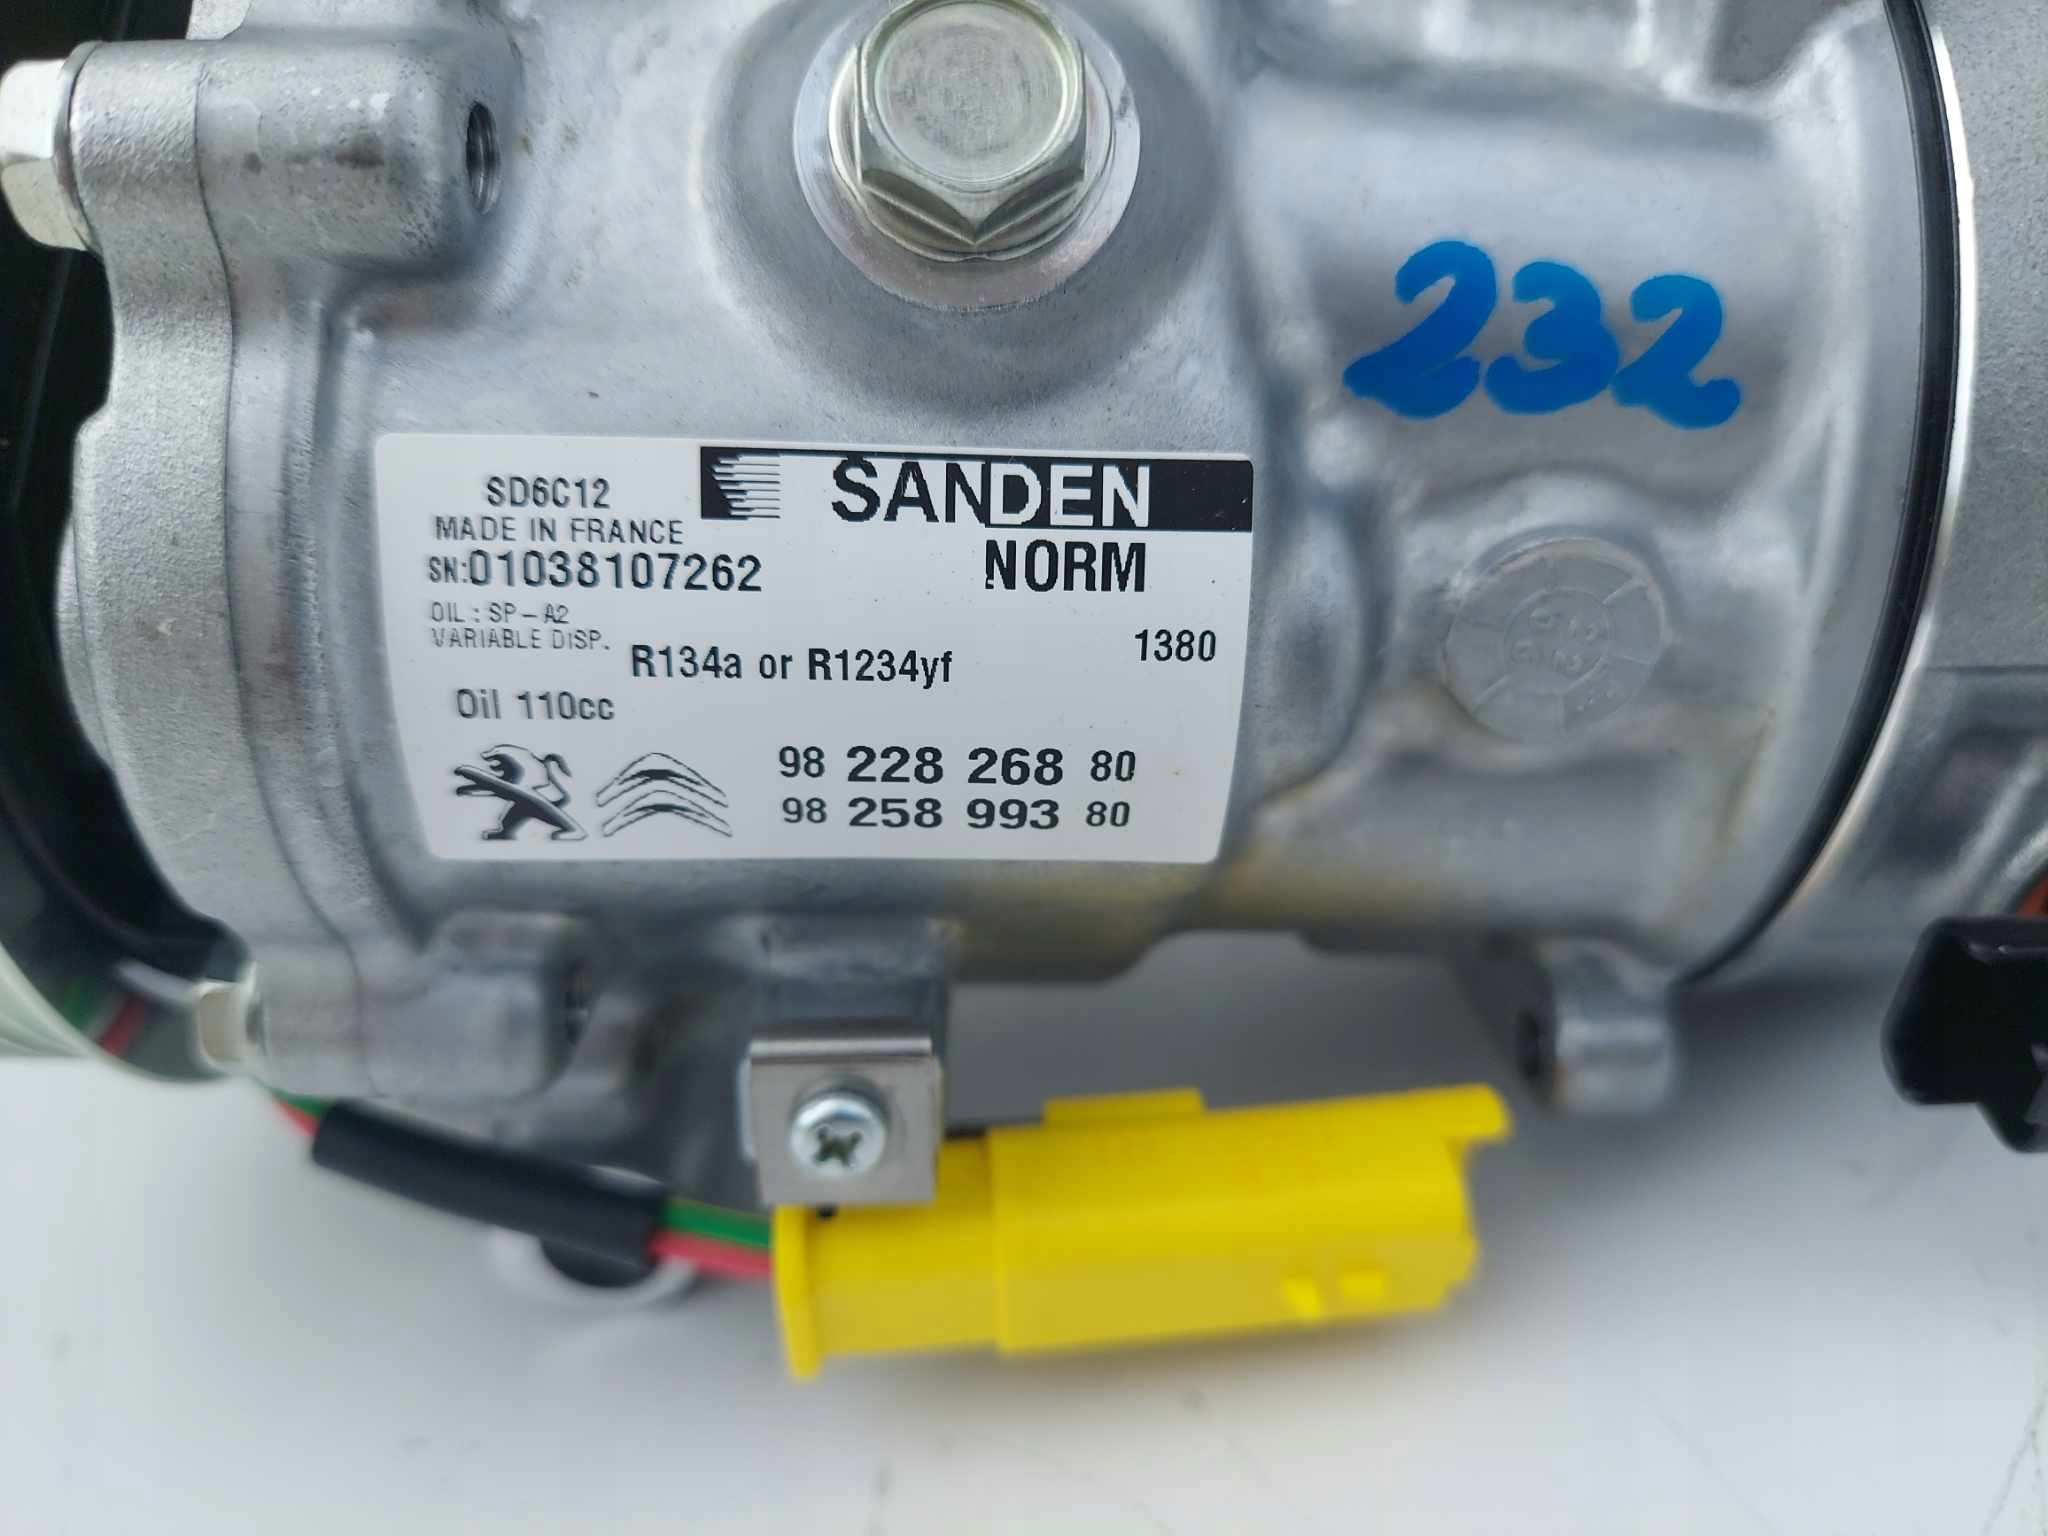 232
SD6C12
SANDEN
MADE IN FRANCE
SN:01038107262
NORM
OIL : SP-A2
VARIABLE DISP.
R134a or R1234yf
1380
Oil 110cc
98 228 268 80
98 258 993 80